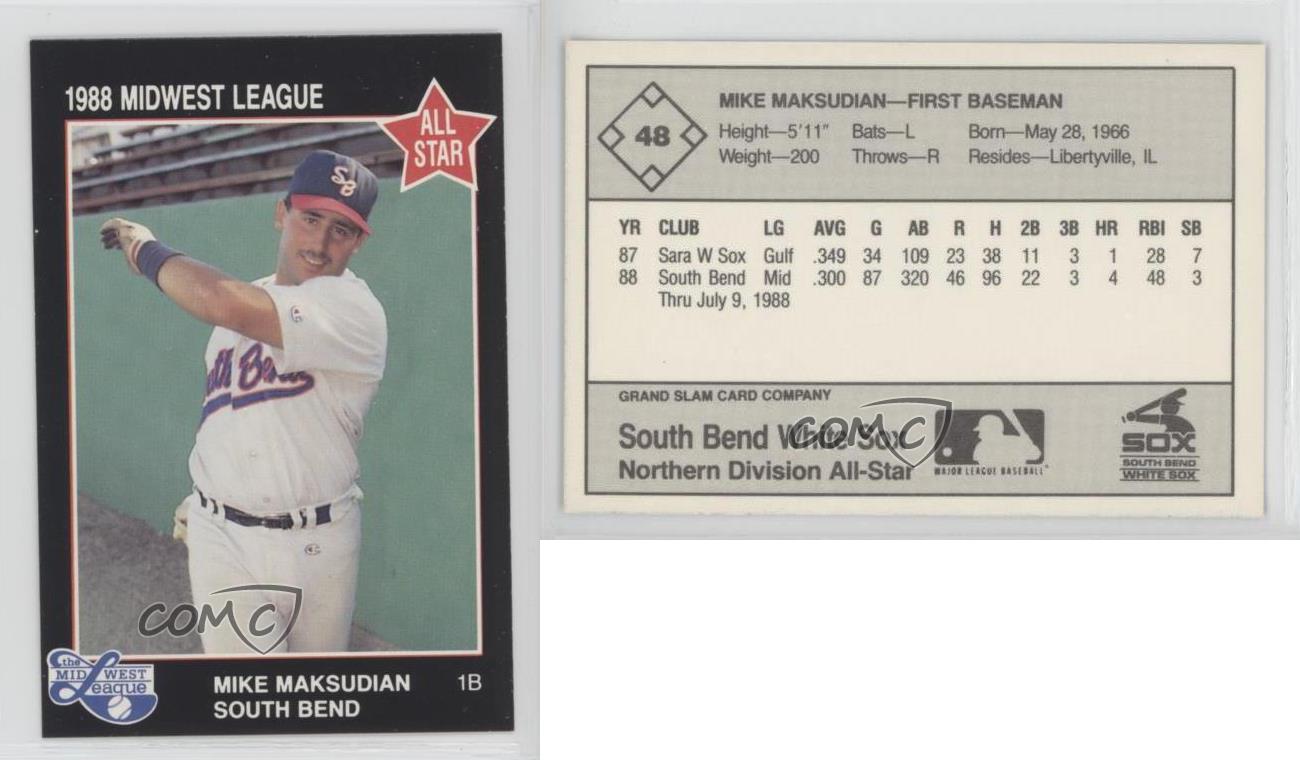 1988 MIDWEST LEAGUE
ALL
STAR
SB
uth Bend
COMC
the
MIDWEST
League
MIKE MAKSUDIAN 1B
SOUTH BEND
48
MIKE MAKSUDIAN—FIRST BASEMAN
Height—5'11" Bats—L Born—May 28, 1966
Weight—200 Throws—R Resides—Libertyville, IL
YR CLUB LG AVG G AB R H 2B 3B HR RBI SB
87 Sara W Sox Gulf .349 34 109 23 38 11 3 1 28 7
88 South Bend Mid .300 87 320 46 96 22 3 4 48 3
Thru July 9, 1988
GRAND SLAM CARD COMPANY
South Bend White Sox
Northern Division All-Star
COMC
MAJOR LEAGUE BASEBALL
SOX
SOUTH BEND
WHITE SOX